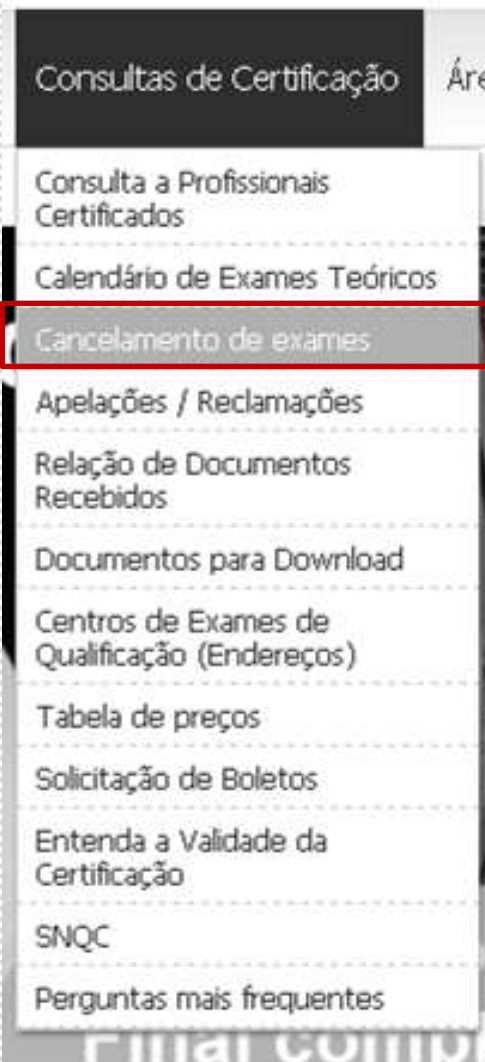 Consultas de Certificação
Consulta a Profissionais
Certificados
Calendário de Exames Teóricos
Cancelamento de exames
Apelações / Reclamações
Relação de Documentos
Recebidos
Documentos para Download
Centros de Exames de
Qualificação (Endereços)
Tabela de preços
Solicitação de Boletos
Entenda a Validade da
Certificação
SNQC
Perguntas mais frequentes
Final